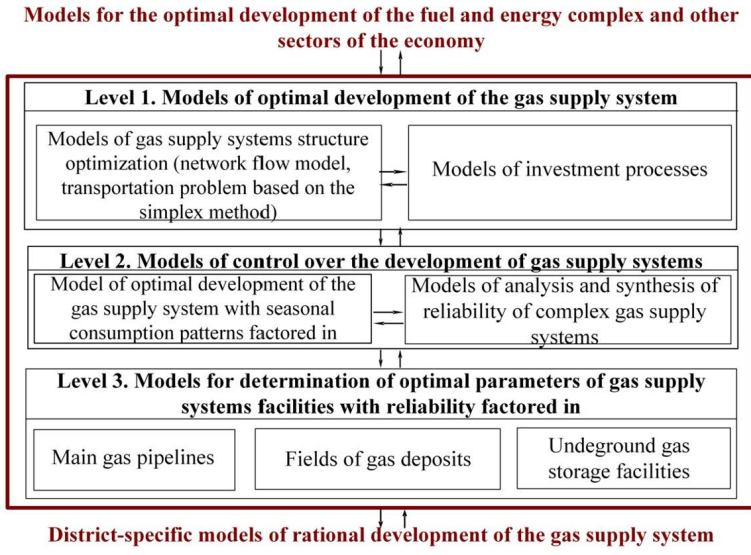 Models for the optimal development of the fuel and energy complex and other
sectors of the economy
Level 1. Models of optimal development of the gas supply system
Models of gas supply systems structure
optimization (network flow model,
transportation problem based on the
simplex method)
Models of investment processes
Level 2. Models of control over the development of gas supply systems
Model of optimal development of the
gas supply system with seasonal
consumption patterns factored in
Models of analysis and synthesis of
reliability of complex gas supply
systems
Level 3. Models for determination of optimal parameters of gas supply
systems facilities with reliability factored in
Main gas pipelines
Fields of gas deposits
Undeground gas
storage facilities
District-specific models of rational development of the gas supply system